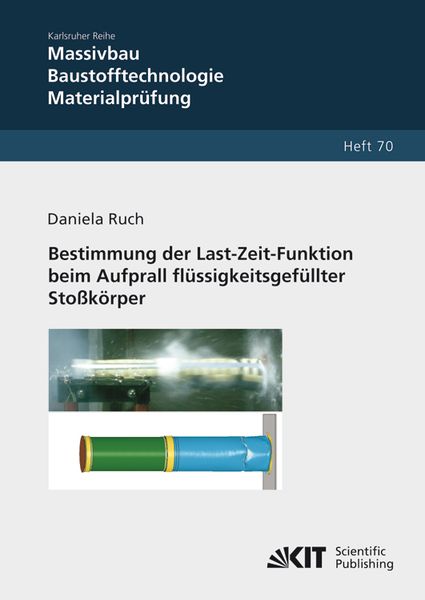 Karlsruher Reihe
Massivbau
Baustofftechnologie
Materialprüfung
Heft 70
Daniela Ruch
Bestimmung der Last-Zeit-Funktion
beim Aufprall flüssigkeitsgefüllter
Stoßkörper
KIT Scientific
Publishing